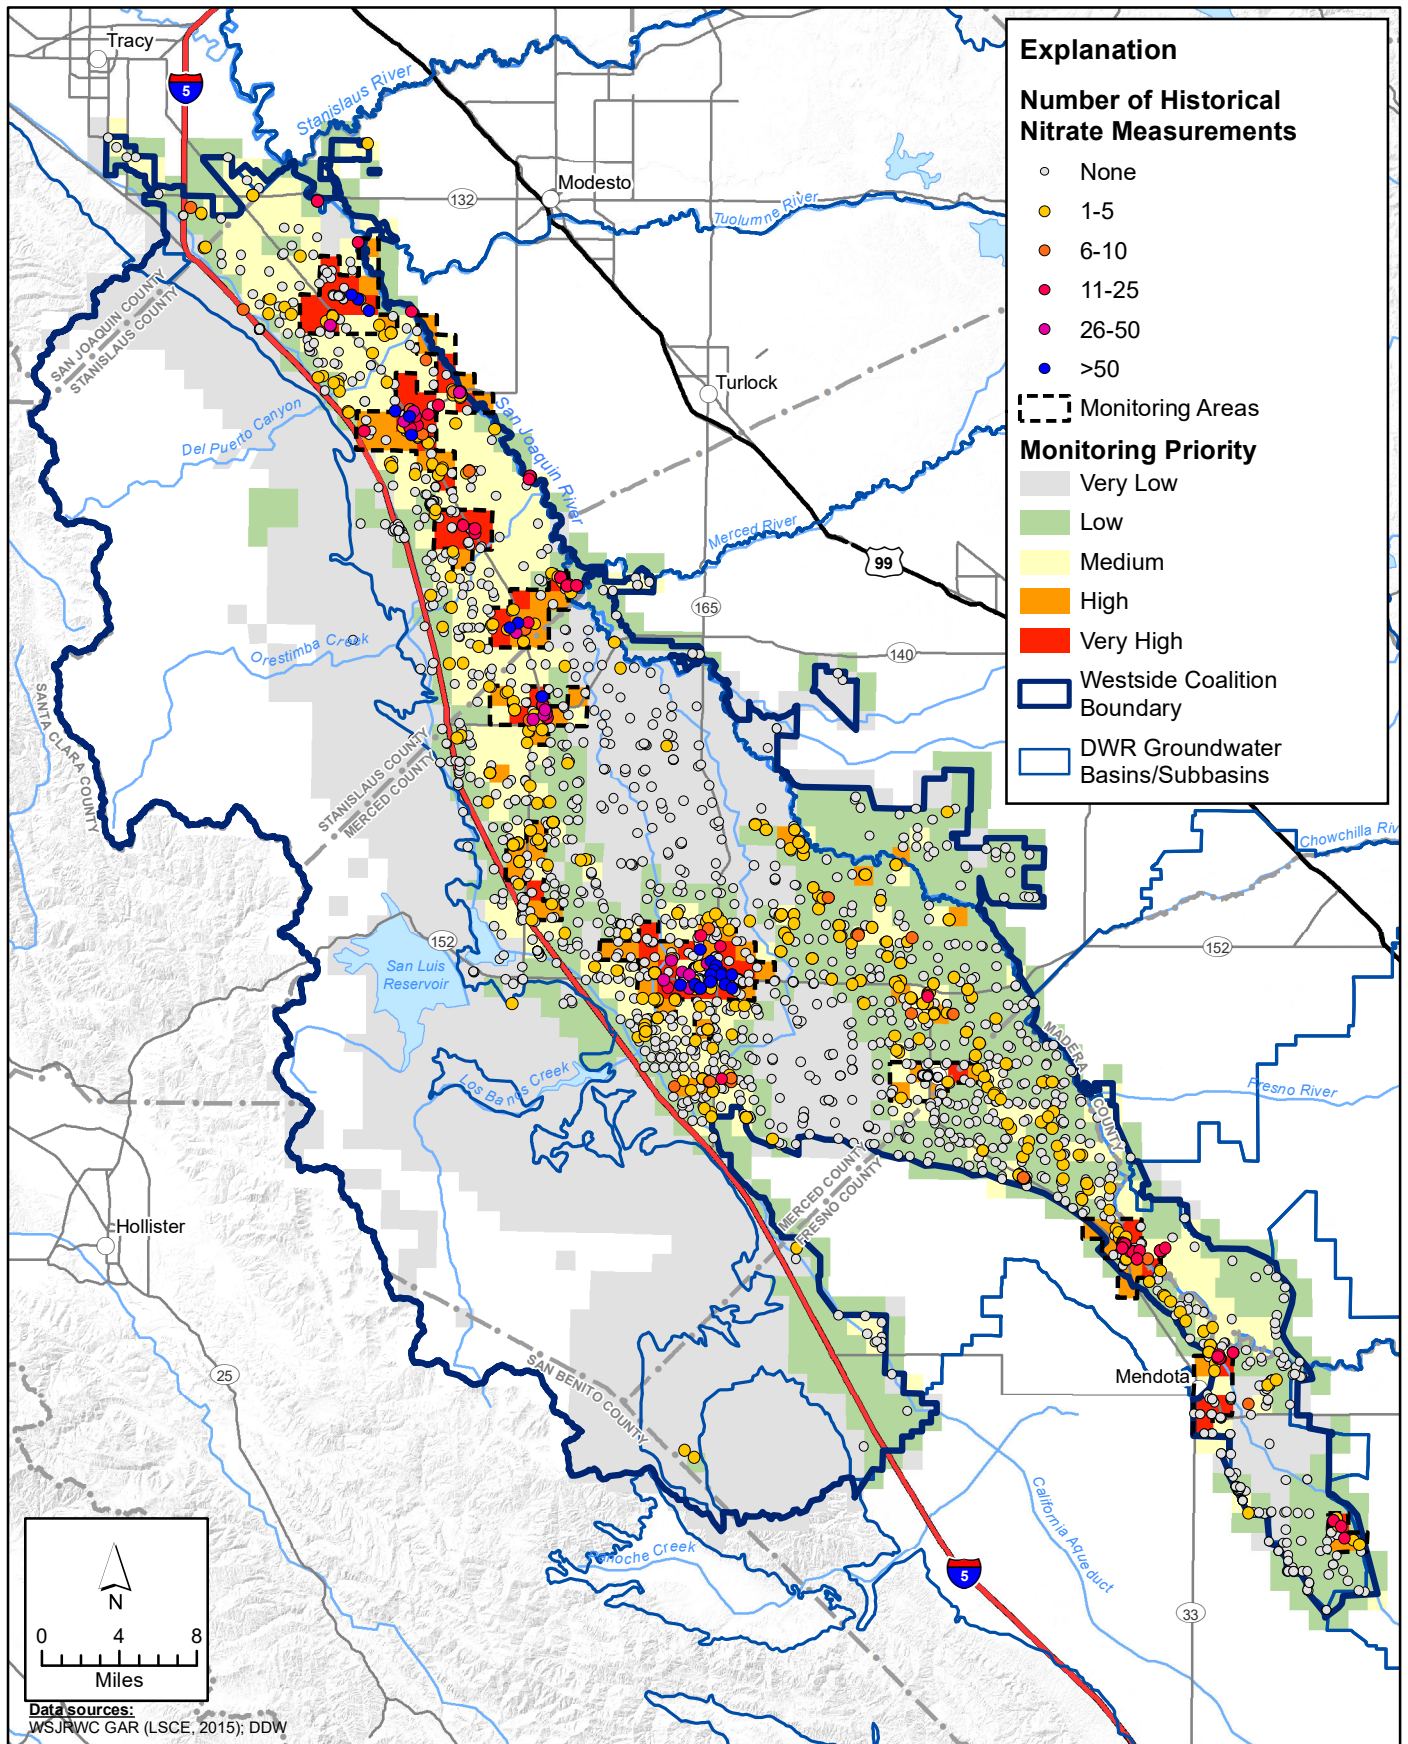 Explanation
Number of Historical
Nitrate Measurements
None
1-5
6-10
11-25
26-50
>50
Monitoring Areas
Monitoring Priority
Very Low
Low
Medium
High
Very High
Westside Coalition
Boundary
DWR Groundwater
Basins/Subbasins
Tracy
5
Stanislaus River
132
Modesto
Tuolumne River
SAN JOAQUIN COUNTY
STANISLAUS COUNTY
Turlock
Del Puerto Canyon
San Joaquin River
Merced River
99
165
140
Orestimba Creek
SANTA CLARA COUNTY
STANISLAUS COUNTY
MERCED COUNTY
Chowchilla Riv
152
San Luis
Reservoir
152
MADERA COUNTY
Los Banos Creek
Fresno River
MERCED COUNTY
FRESNO COUNTY
Hollister
25
SAN BENITO COUNTY
Mendota
California Aqueduct
Panoche Creek
5
33
N
0 4 8
Miles
Data sources:
WSJRWC GAR (LSCE, 2015); DDW